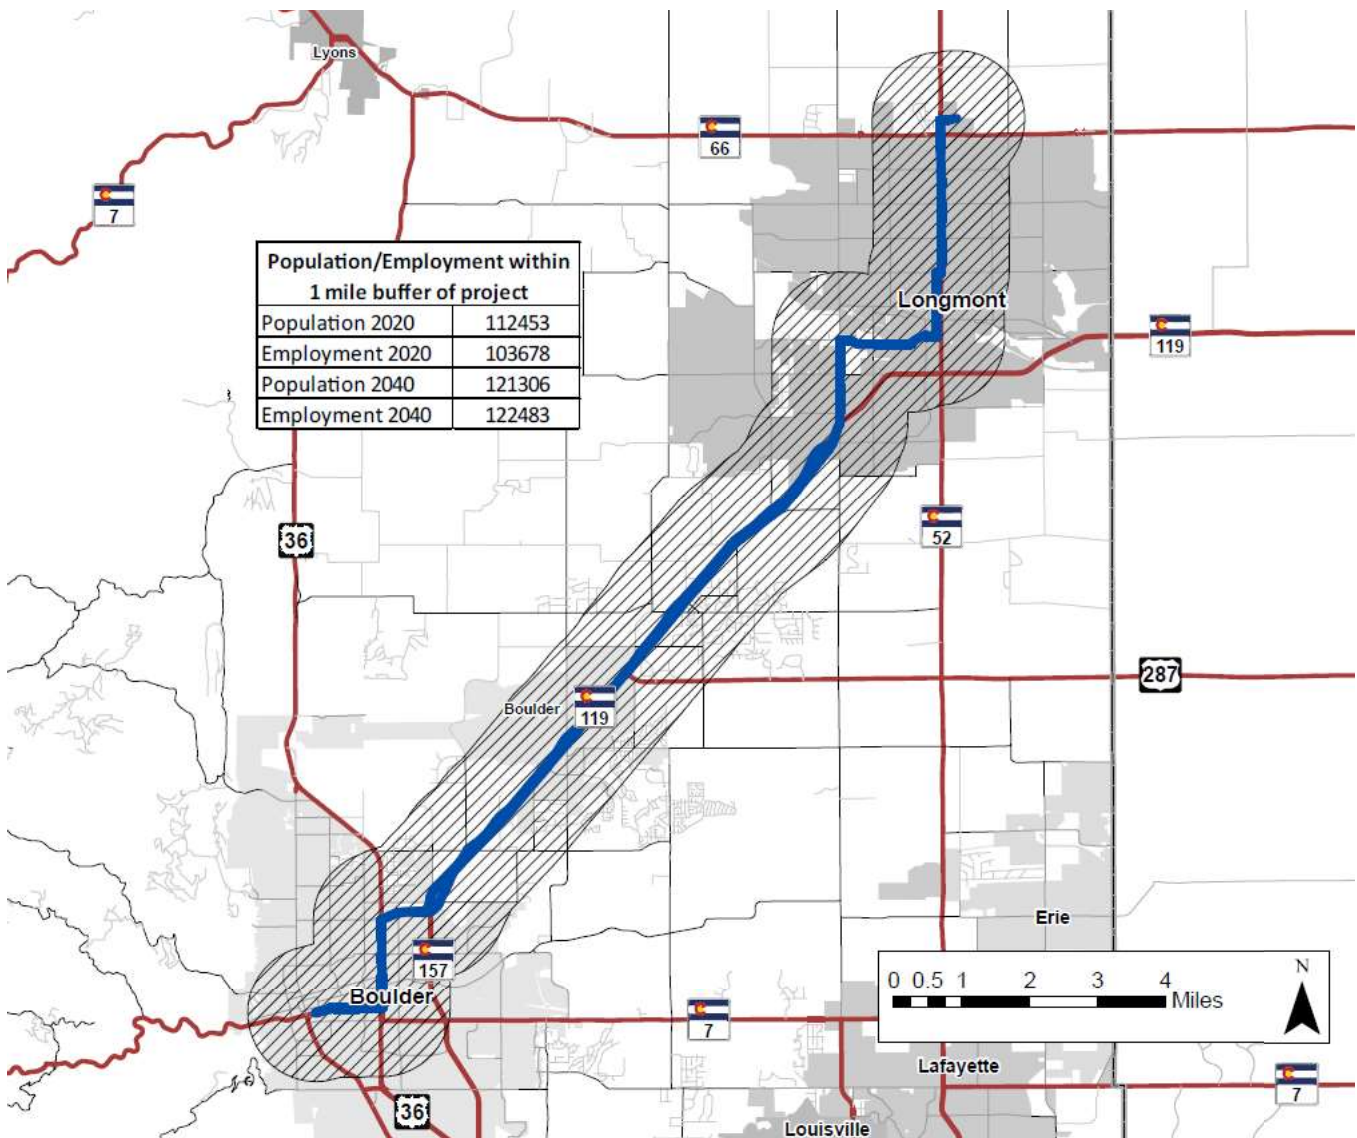 Lyons
66
7
Population/Employment within
1 mile buffer of project
Population 2020 112453
Employment 2020 103678
Population 2040 121306
Employment 2040 122483
Longmont
119
36
52
287
Boulder
119
Erie
157
Boulder
0 0.5 1 2 3 4 Miles
N
7
Lafayette
7
36
Louisville